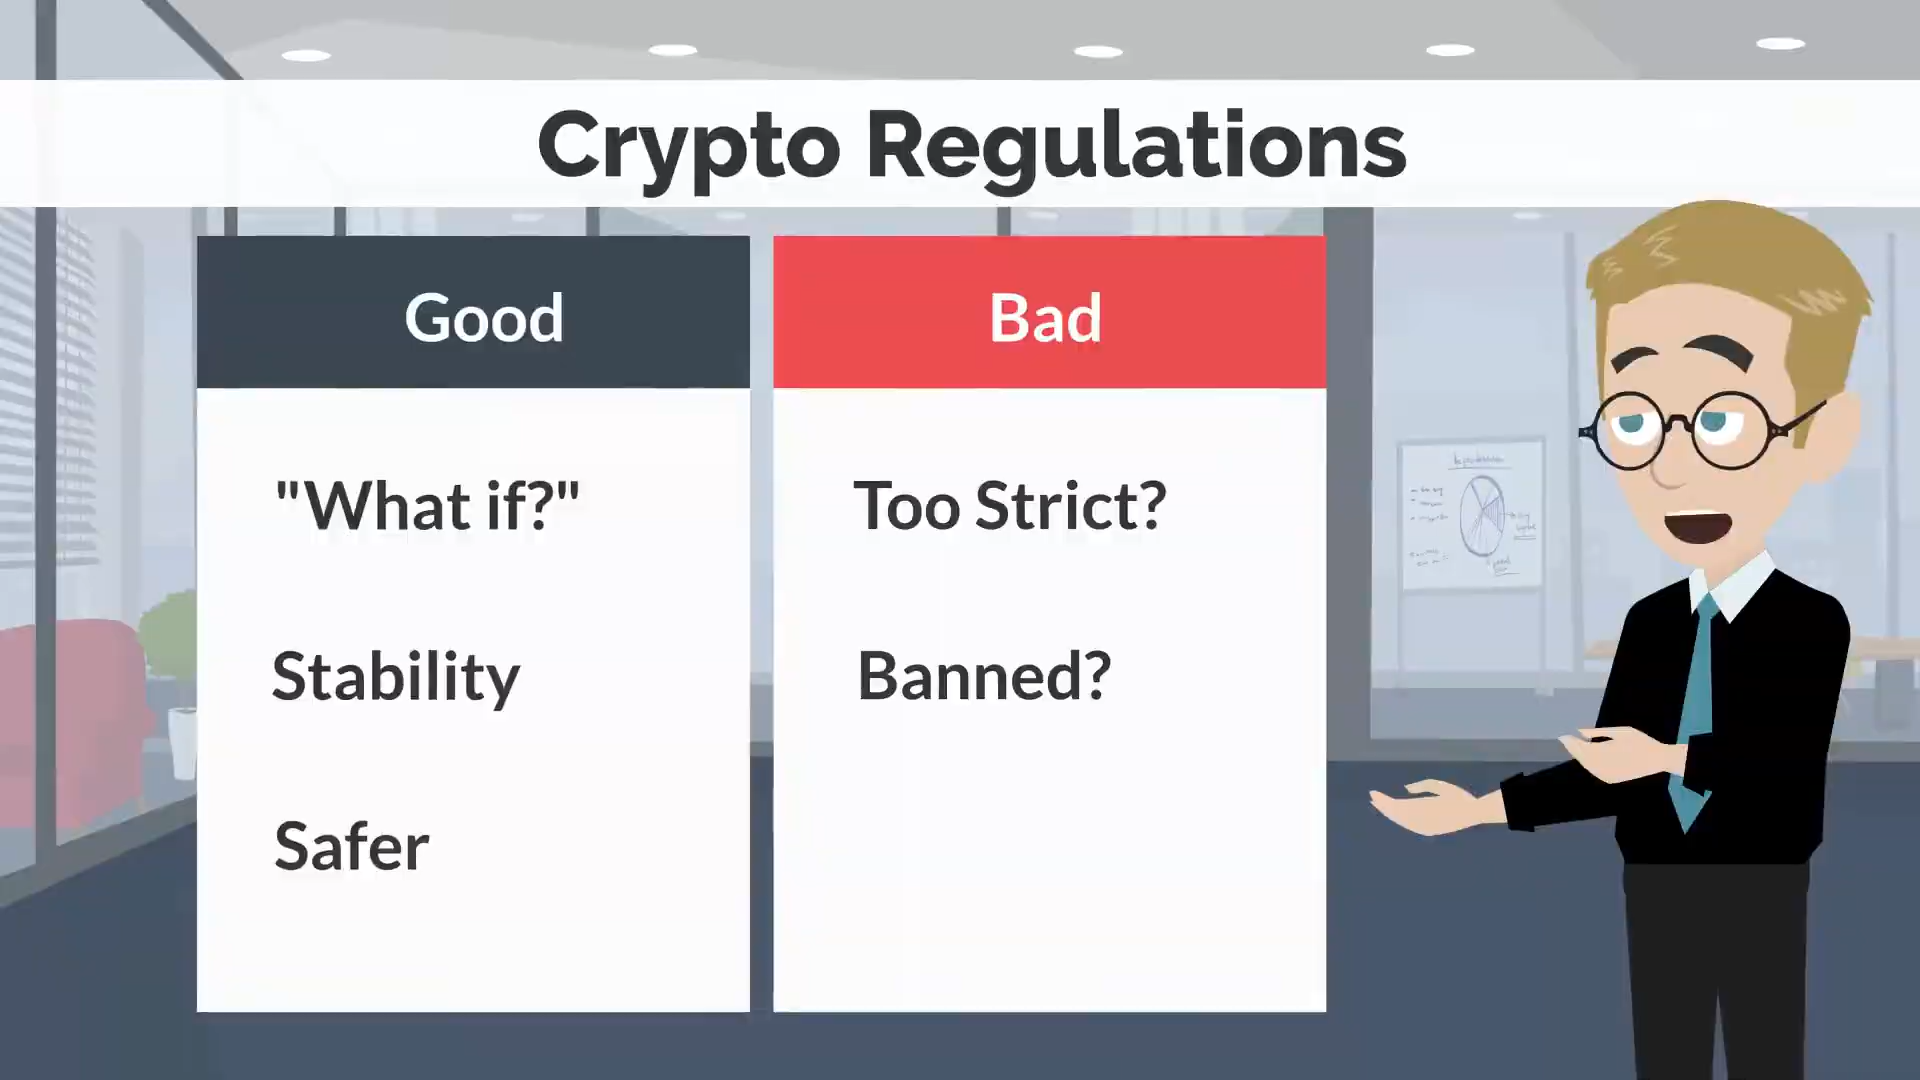 Crypto Regulations
Good
"What if?"
Stability
Safer
Bad
Too Strict?
Banned?